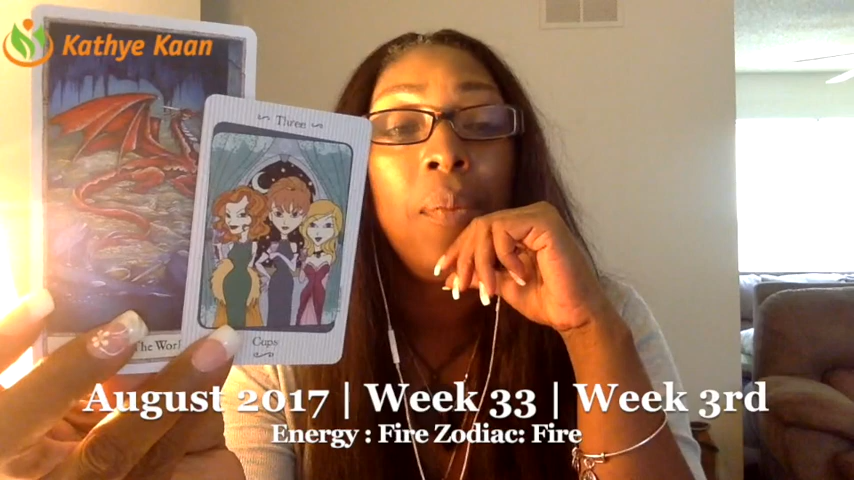 Kathye Kaan
Three
The Worl
Cups
August 2017 | Week 33 | Week 3rd
Energy : Fire Zodiac: Fire